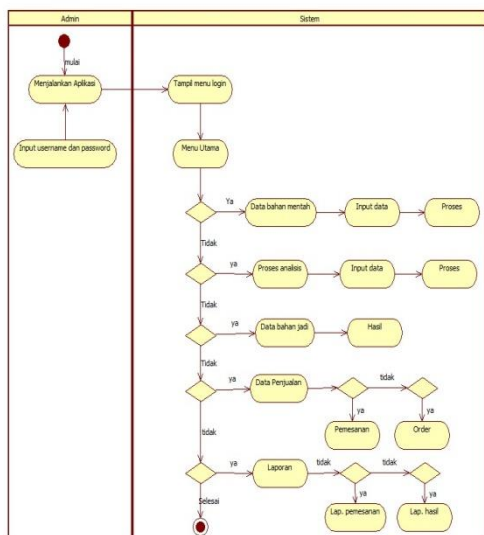 Admin
Sistem
mulai
Menjalankan Aplikasi
Tampil menu login
Input username dan password
Menu Utama
Ya
Data bahan mentah
Input data
Proses
Tidak
ya
Proses analisis
Input data
Proses
Tidak
ya
Data bahan jadi
Hasil
Tidak
ya
Data Penjualan
tidak
ya
ya
Pemesanan
Order
tidak
ya
Laporan
tidak
tidak
ya
ya
Selesai
Lap. pemesanan
Lap. hasil